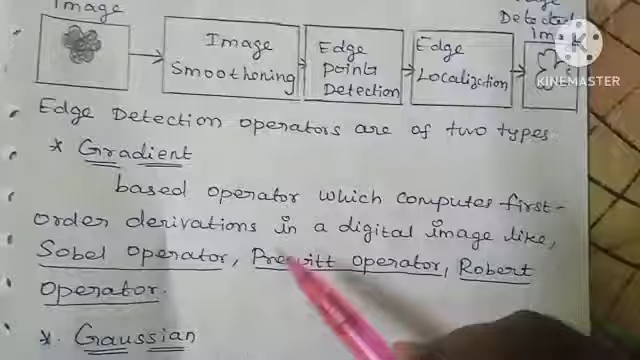 Image
Detected
Image
Image
Smoothening
Edge
Points
Detection
Edge
Localization
KINEMASTER
Edge Detection operators are of two types
* Gradient
based operator which computes first-
order derivations in a digital image like,
Sobel operator, Prewitt operator, Robert
operator.
* Gaussian